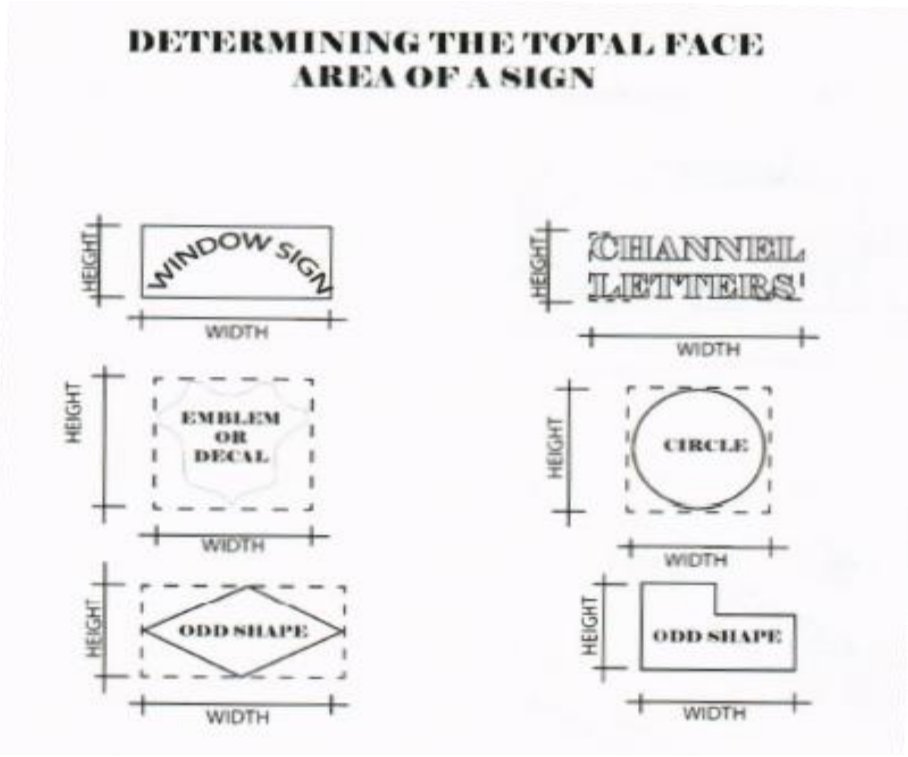 DETERMINING THE TOTAL FACE
AREA OF A SIGN
HEIGHT
WINDOW SIGN
WIDTH
HEIGHT
CHANNEL
LETTERS
WIDTH
HEIGHT
EMBLEM
OR
DECAL
WIDTH
HEIGHT
CIRCLE
WIDTH
HEIGHT
ODD SHAPE
WIDTH
HEIGHT
ODD SHAPE
WIDTH